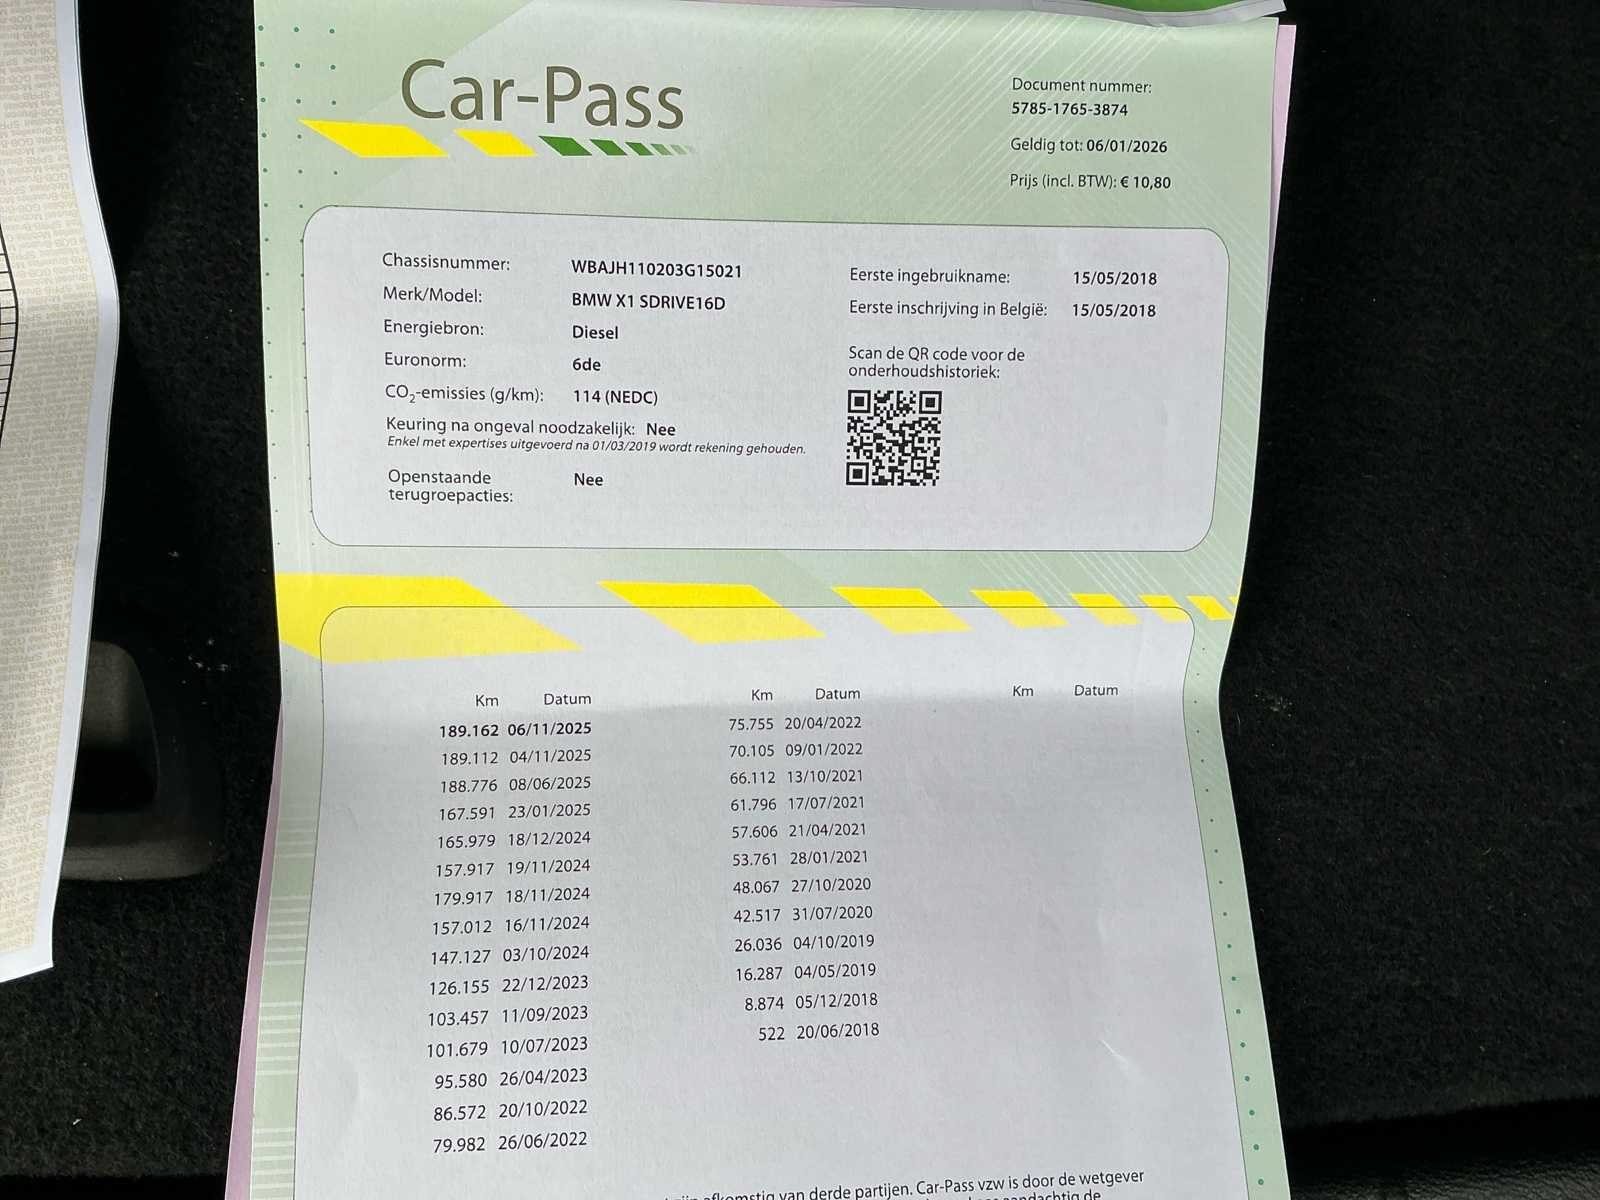 Car-Pass
Document nummer:
5785-1765-3874
Geldig tot: 06/01/2026
Prijs (incl. BTW): € 10,80
Chassisnummer: WBAJH110203G15021
Merk/Model: BMW X1 SDRIVE16D
Energiebron: Diesel
Euronorm: 6de
CO2-emissies (g/km): 114 (NEDC)
Keuring na ongeval noodzakelijk: Nee
Enkel met expertises uitgevoerd na 01/03/2019 wordt rekening gehouden.
Openstaande
terugroepacties: Nee
Eerste ingebruikname: 15/05/2018
Eerste inschrijving in België: 15/05/2018
Scan de QR code voor de
onderhoudshistoriek:
Km Datum
189.162 06/11/2025
189.112 04/11/2025
188.776 08/06/2025
167.591 23/01/2025
165.979 18/12/2024
157.917 19/11/2024
179.917 18/11/2024
157.012 16/11/2024
147.127 03/10/2024
126.155 22/12/2023
103.457 11/09/2023
101.679 10/07/2023
95.580 26/04/2023
86.572 20/10/2022
79.982 26/06/2022
Km Datum
75.755 20/04/2022
70.105 09/01/2022
66.112 13/10/2021
61.796 17/07/2021
57.606 21/04/2021
53.761 28/01/2021
48.067 27/10/2020
42.517 31/07/2020
26.036 04/10/2019
16.287 04/05/2019
8.874 05/12/2018
522 20/06/2018
Km Datum
afkomstig van derde partijen. Car-Pass vzw is door de wetgever
aandachtig de